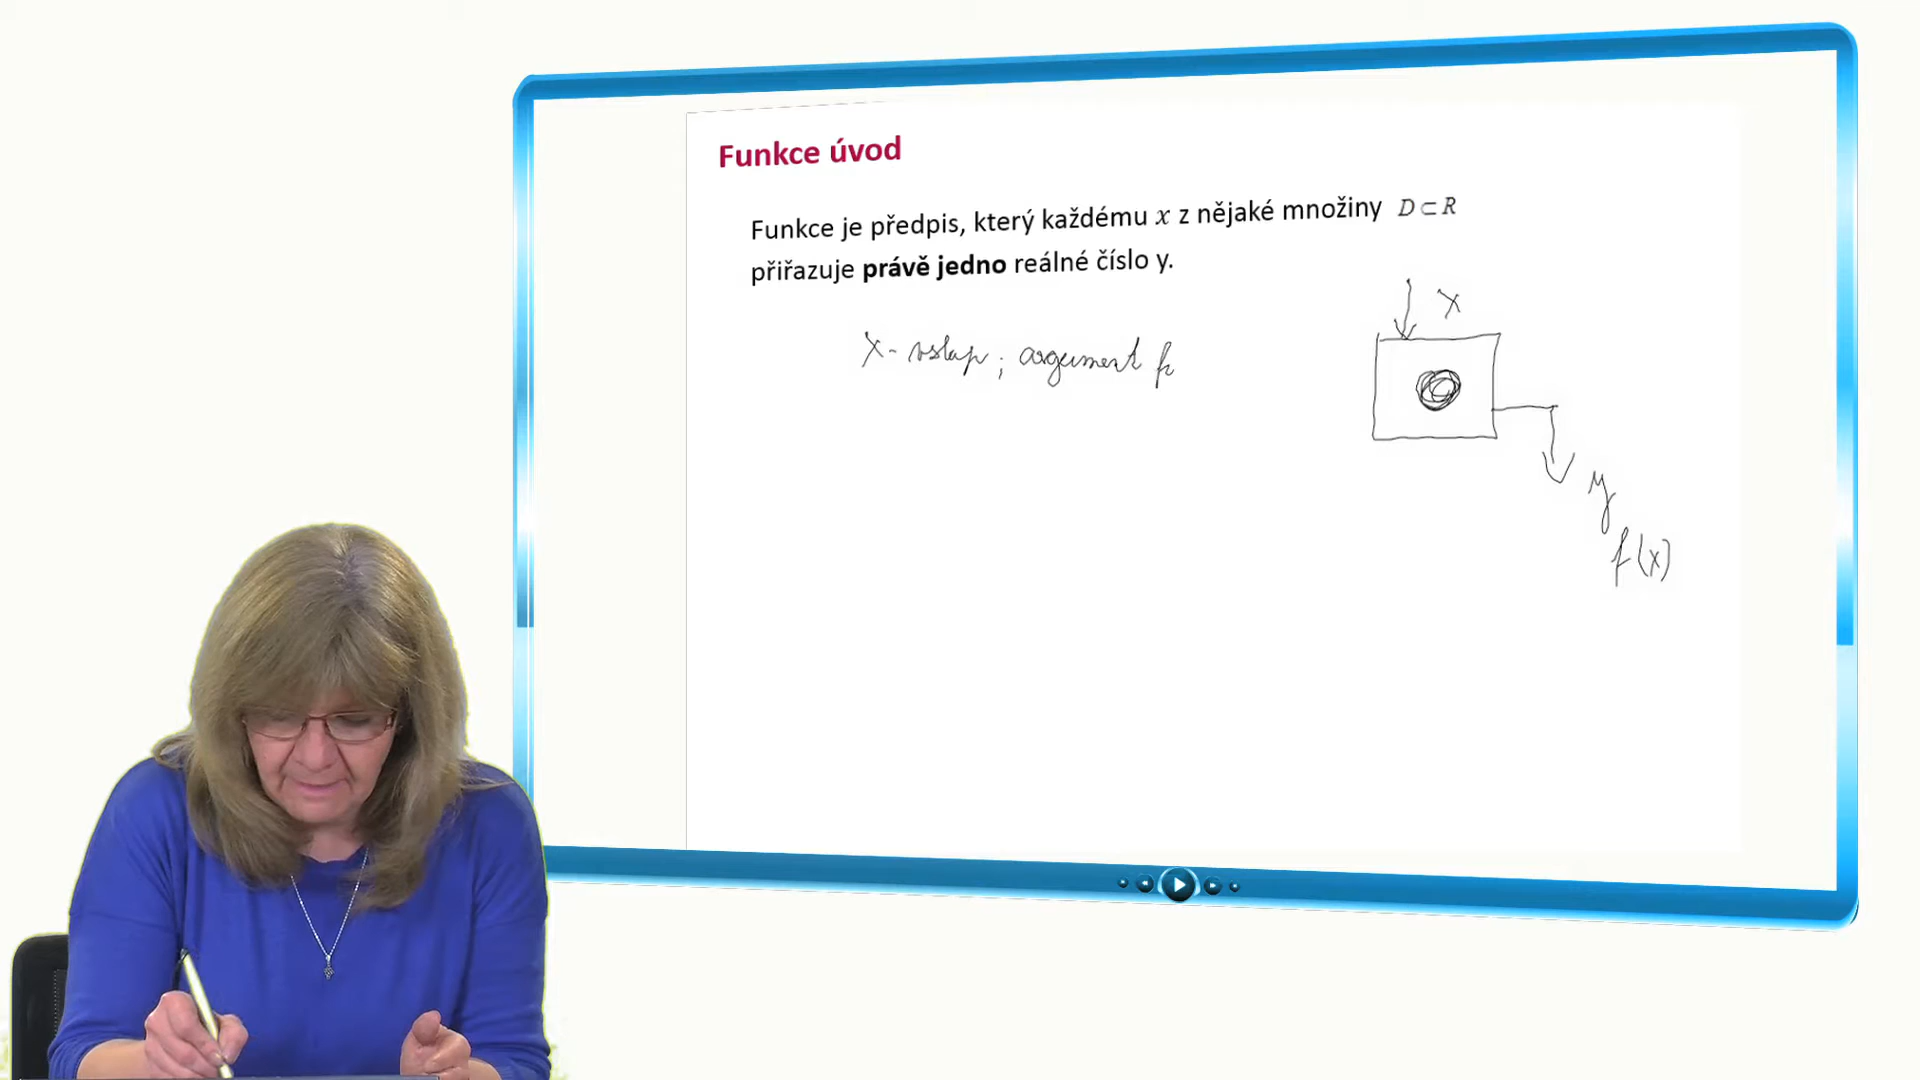 Funkce úvod
Funkce je předpis, který každému x z nějaké množiny D ⊂ R
přiřazuje právě jedno reálné číslo y.
x
x - vstup ; argument f
y
f(x)